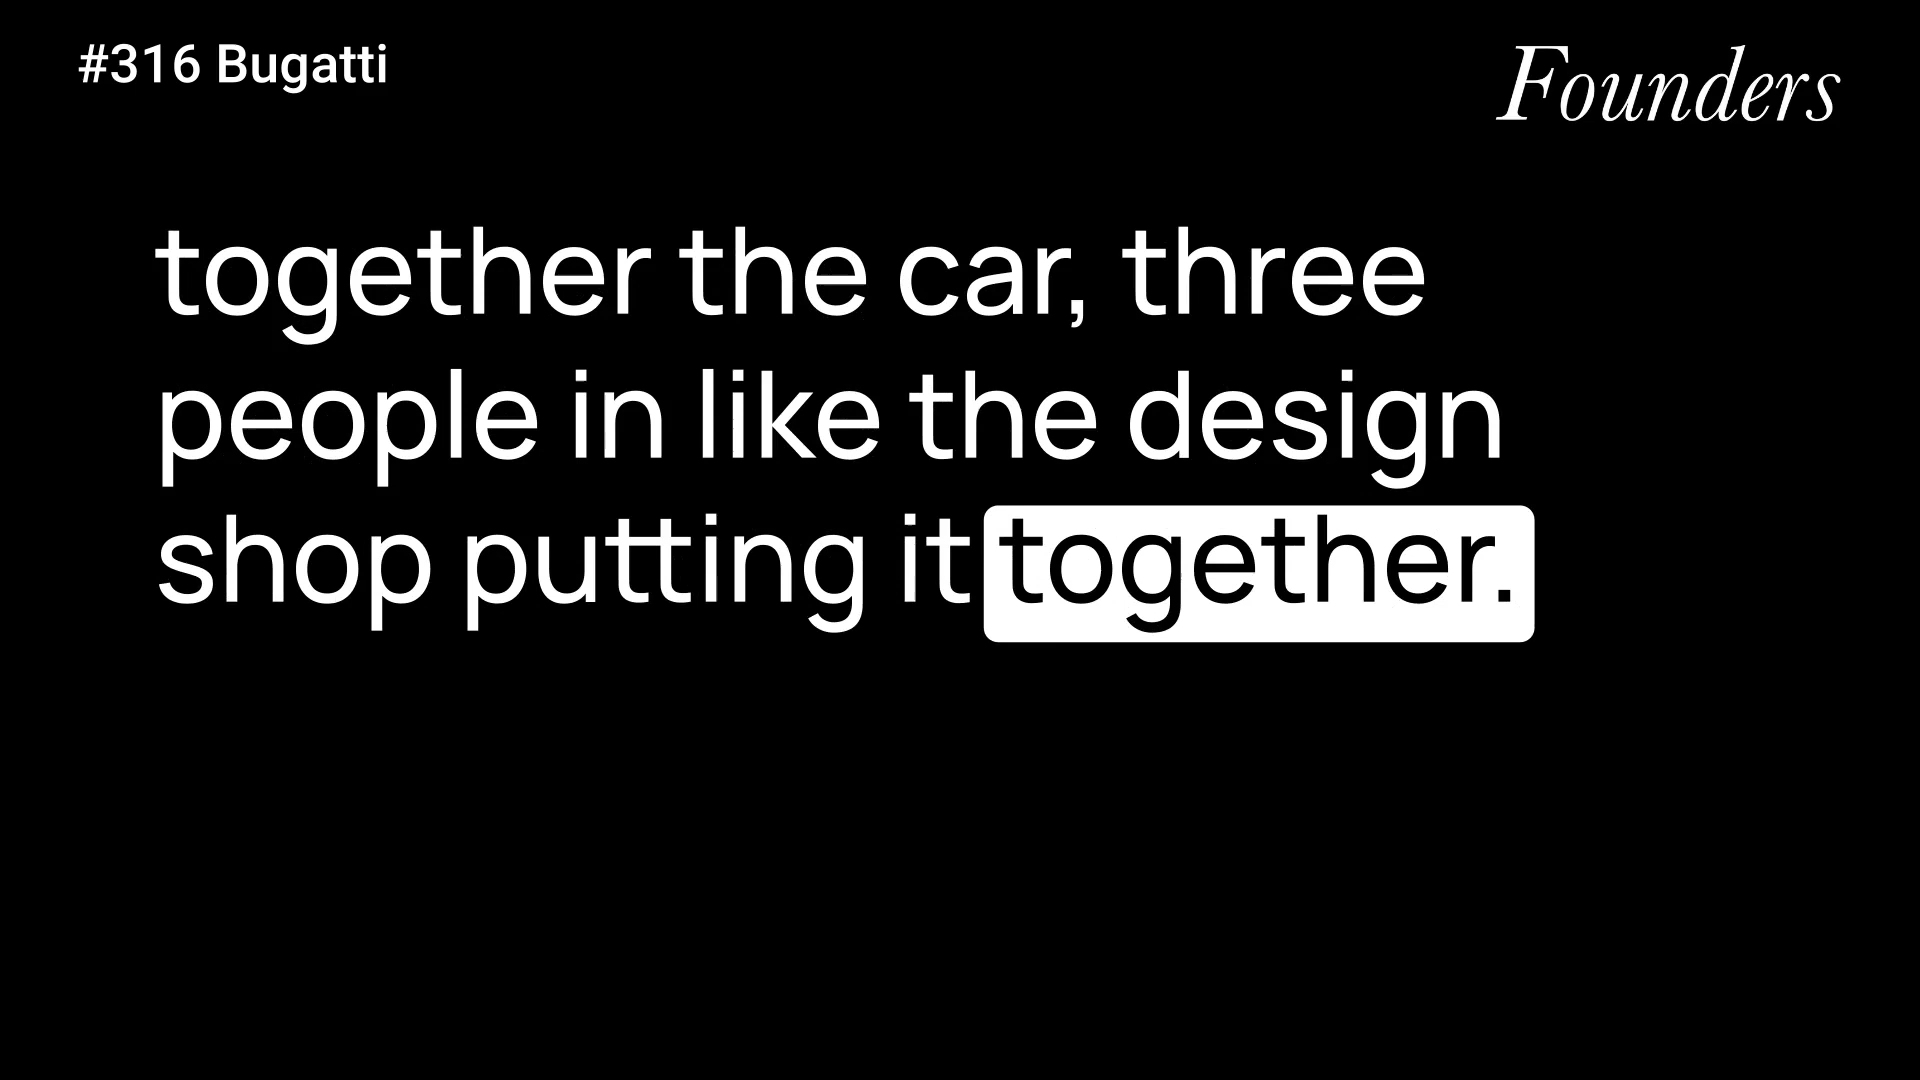 #316 Bugatti
Founders
together the car, three
people in like the design
shop putting it together.